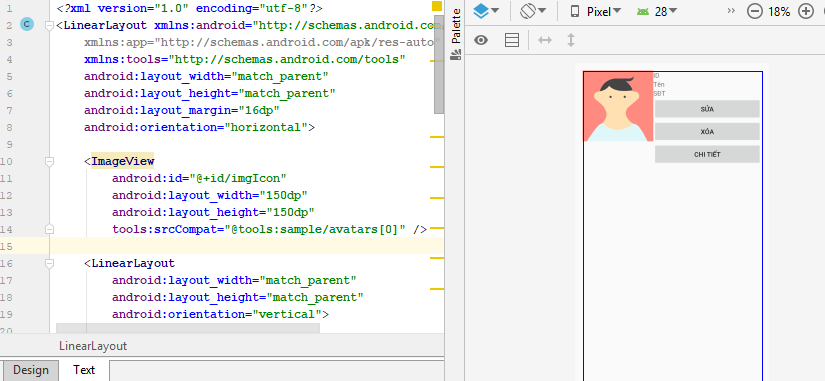 1 <?xml version="1.0" encoding="utf-8"?>
2 <LinearLayout xmlns:android="http://schemas.android.com
3 xmlns:app="http://schemas.android.com/apk/res-auto
4 xmlns:tools="http://schemas.android.com/tools"
5 android:layout_width="match_parent"
6 android:layout_height="match_parent"
7 android:layout_margin="16dp"
8 android:orientation="horizontal">
9
10 <ImageView
11 android:id="@+id/imgIcon"
12 android:layout_width="150dp"
13 android:layout_height="150dp"
14 tools:srcCompat="@tools:sample/avatars[0]" />
15
16 <LinearLayout
17 android:layout_width="match_parent"
18 android:layout_height="match_parent"
19 android:orientation="vertical">
20
LinearLayout
Design Text
Palette
Pixel 28 » 18%
ID
Tên
SĐT
SỬA
XÓA
CHI TIẾT